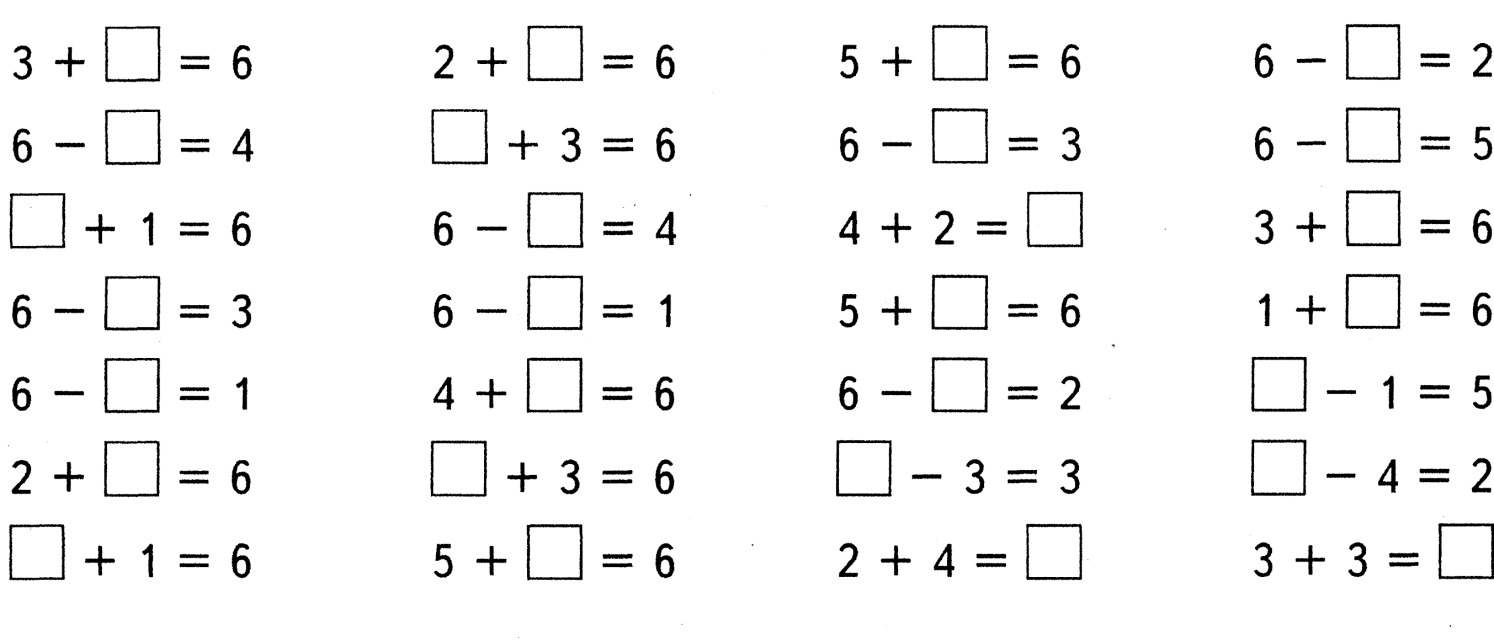 3 + □ = 6 2 + □ = 6 5 + □ = 6 6 − □ = 2
6 − □ = 4 □ + 3 = 6 6 − □ = 3 6 − □ = 5
□ + 1 = 6 6 − □ = 4 4 + 2 = □ 3 + □ = 6
6 − □ = 3 6 − □ = 1 5 + □ = 6 1 + □ = 6
6 − □ = 1 4 + □ = 6 6 − □ = 2 □ − 1 = 5
2 + □ = 6 □ + 3 = 6 □ − 3 = 3 □ − 4 = 2
□ + 1 = 6 5 + □ = 6 2 + 4 = □ 3 + 3 = □